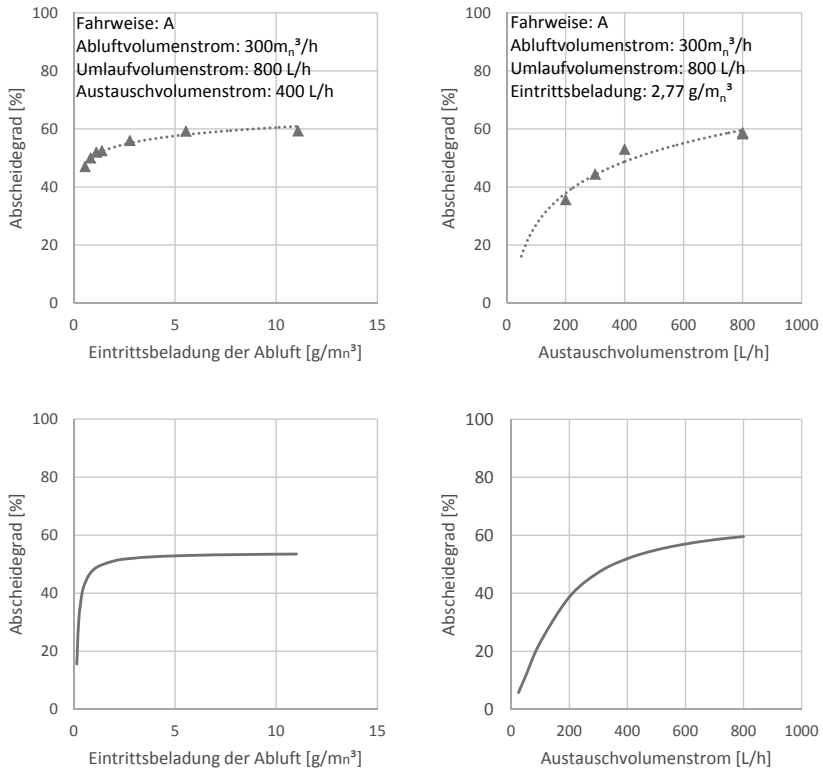 Fahrweise: A
Abluftvolumenstrom: 300mₙ³/h
Umlaufvolumenstrom: 800 L/h
Austauschvolumenstrom: 400 L/h
100
80
60
40
20
0
0 5 10 15
Abscheidegrad [%]
Eintrittsbeladung der Abluft [g/mn³]
Fahrweise: A
Abluftvolumenstrom: 300mₙ³/h
Umlaufvolumenstrom: 800 L/h
Eintrittsbeladung: 2,77 g/mₙ³
100
80
60
40
20
0
0 200 400 600 800 1000
Abscheidegrad [%]
Austauschvolumenstrom [L/h]
100
80
60
40
20
0
0 5 10 15
Abscheidegrad [%]
Eintrittsbeladung der Abluft [g/mn³]
100
80
60
40
20
0
0 200 400 600 800 1000
Abscheidegrad [%]
Austauschvolumenstrom [L/h]